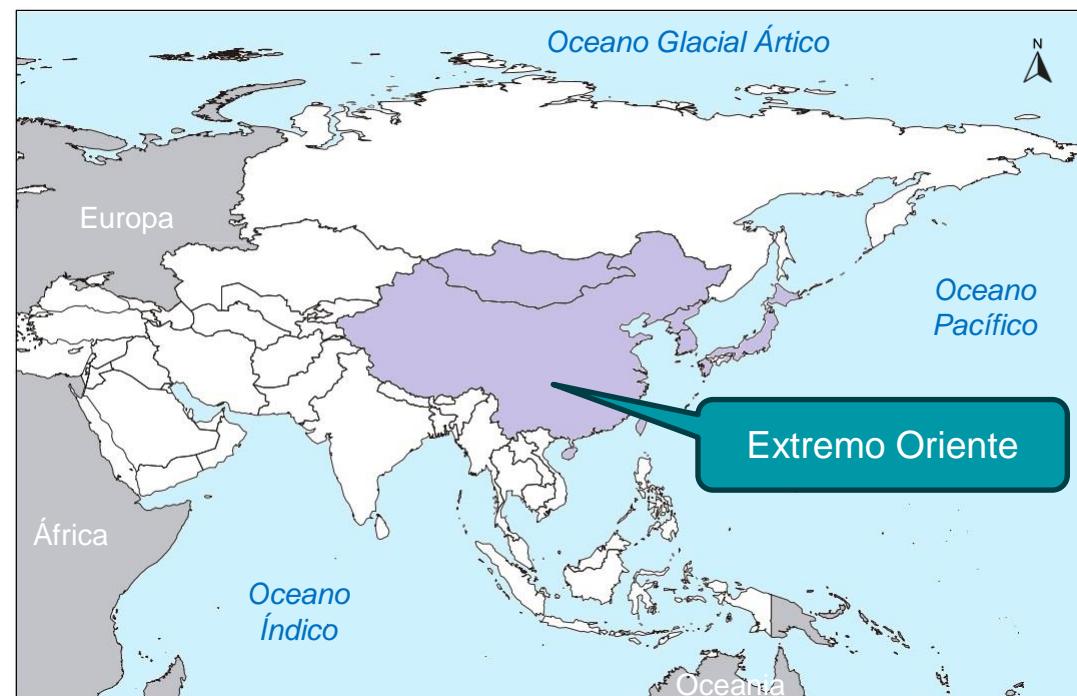 Oceano Glacial Ártico
N
Europa
Oceano
Pacífico
Extremo Oriente
África
Oceano
Índico
Oceania